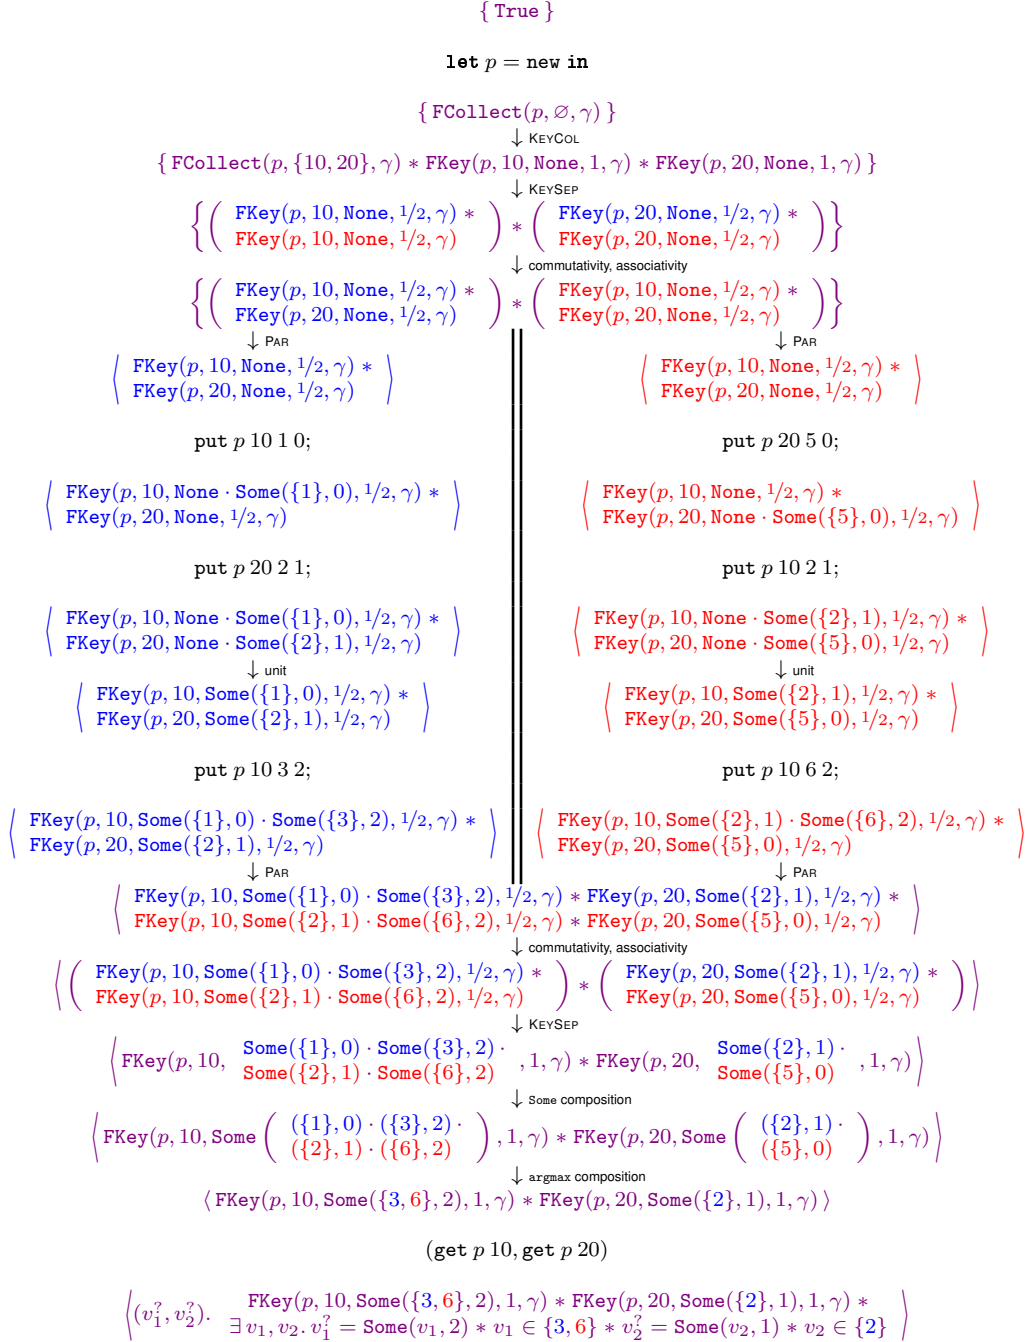 { True }
let p = new in
{ FCollect(p, ∅, γ) }
↓ KEYCOL
{ FCollect(p, {10, 20}, γ) ∗ FKey(p, 10, None, 1, γ) ∗ FKey(p, 20, None, 1, γ) }
↓ KEYSEP
{ ( FKey(p, 10, None, 1/2, γ) ∗ ) ∗ ( FKey(p, 20, None, 1/2, γ) ∗ ) }
FKey(p, 10, None, 1/2, γ) FKey(p, 20, None, 1/2, γ)
↓ commutativity, associativity
{ ( FKey(p, 10, None, 1/2, γ) ∗ ) ∗ ( FKey(p, 10, None, 1/2, γ) ∗ ) }
FKey(p, 20, None, 1/2, γ) FKey(p, 20, None, 1/2, γ)
↓ PAR ↓ PAR
⟨ FKey(p, 10, None, 1/2, γ) ∗ ⟩ ⟨ FKey(p, 10, None, 1/2, γ) ∗ ⟩
FKey(p, 20, None, 1/2, γ) FKey(p, 20, None, 1/2, γ)
put p 10 1 0; put p 20 5 0;
⟨ FKey(p, 10, None · Some({1}, 0), 1/2, γ) ∗ ⟩ ⟨ FKey(p, 10, None, 1/2, γ) ∗ ⟩
FKey(p, 20, None, 1/2, γ) FKey(p, 20, None · Some({5}, 0), 1/2, γ)
put p 20 2 1; put p 10 2 1;
⟨ FKey(p, 10, None · Some({1}, 0), 1/2, γ) ∗ ⟩ ⟨ FKey(p, 10, None · Some({2}, 1), 1/2, γ) ∗ ⟩
FKey(p, 20, None · Some({2}, 1), 1/2, γ) FKey(p, 20, None · Some({5}, 0), 1/2, γ)
↓ unit ↓ unit
⟨ FKey(p, 10, Some({1}, 0), 1/2, γ) ∗ ⟩ ⟨ FKey(p, 10, Some({2}, 1), 1/2, γ) ∗ ⟩
FKey(p, 20, Some({2}, 1), 1/2, γ) FKey(p, 20, Some({5}, 0), 1/2, γ)
put p 10 3 2; put p 10 6 2;
⟨ FKey(p, 10, Some({1}, 0) · Some({3}, 2), 1/2, γ) ∗ ⟩ ⟨ FKey(p, 10, Some({2}, 1) · Some({6}, 2), 1/2, γ) ∗ ⟩
FKey(p, 20, Some({2}, 1), 1/2, γ) FKey(p, 20, Some({5}, 0), 1/2, γ)
↓ PAR ↓ PAR
⟨ FKey(p, 10, Some({1}, 0) · Some({3}, 2), 1/2, γ) ∗ FKey(p, 20, Some({2}, 1), 1/2, γ) ∗ ⟩
FKey(p, 10, Some({2}, 1) · Some({6}, 2), 1/2, γ) ∗ FKey(p, 20, Some({5}, 0), 1/2, γ)
↓ commutativity, associativity
⟨ ( FKey(p, 10, Some({1}, 0) · Some({3}, 2), 1/2, γ) ∗ ) ∗ ( FKey(p, 20, Some({2}, 1), 1/2, γ) ∗ ) ⟩
FKey(p, 10, Some({2}, 1) · Some({6}, 2), 1/2, γ) FKey(p, 20, Some({5}, 0), 1/2, γ)
↓ KEYSEP
⟨ FKey(p, 10, Some({1}, 0) · Some({3}, 2) · , 1, γ) ∗ FKey(p, 20, Some({2}, 1) · , 1, γ) ⟩
Some({2}, 1) · Some({6}, 2) Some({5}, 0)
↓ Some composition
⟨ FKey(p, 10, Some ( ({1}, 0) · ({3}, 2) · ) , 1, γ) ∗ FKey(p, 20, Some ( ({2}, 1) · ) , 1, γ) ⟩
({2}, 1) · ({6}, 2) ({5}, 0)
↓ argmax composition
⟨ FKey(p, 10, Some({3, 6}, 2), 1, γ) ∗ FKey(p, 20, Some({2}, 1), 1, γ) ⟩
(get p 10, get p 20)
⟨ (v₁?, v₂?). FKey(p, 10, Some({3, 6}, 2), 1, γ) ∗ FKey(p, 20, Some({2}, 1), 1, γ) ∗ ⟩
∃ v₁, v₂. v₁? = Some(v₁, 2) ∗ v₁ ∈ {3, 6} ∗ v₂? = Some(v₂, 1) ∗ v₂ ∈ {2}